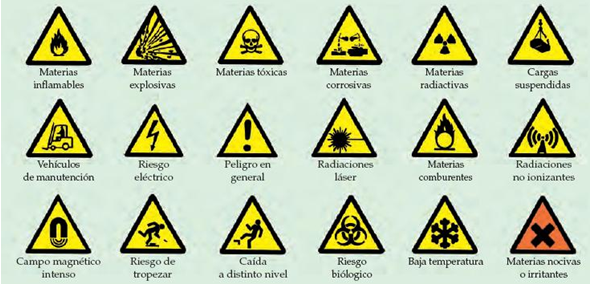 Materias
inflamables
Materias
explosivas
Materias tóxicas
Materias
corrosivas
Materias
radiactivas
Cargas
suspendidas
Vehículos
de manutención
Riesgo
eléctrico
Peligro en
general
Radiaciones
láser
Materias
comburentes
Radiaciones
no ionizantes
Campo magnético
intenso
Riesgo de
tropezar
Caída
a distinto nivel
Riesgo
biólogico
Baja temperatura
Materias nocivas
o irritantes